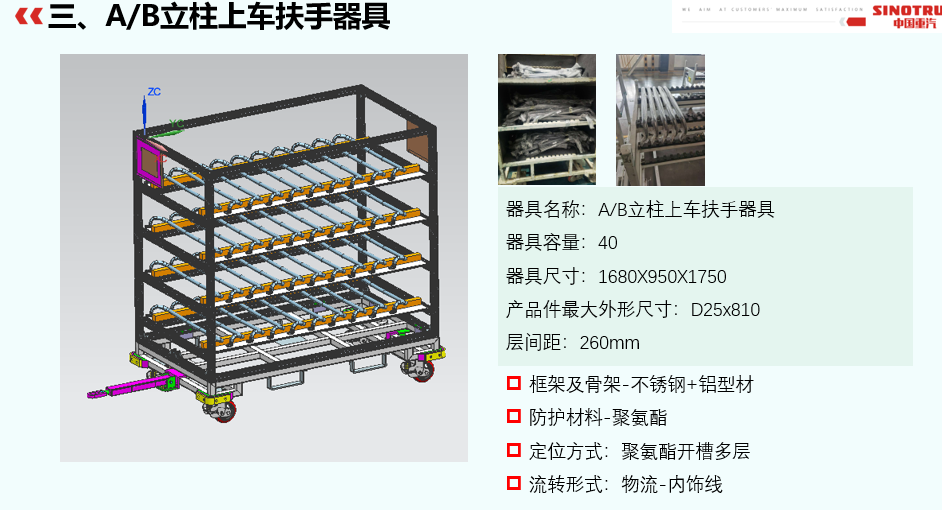 三、A/B立柱上车扶手器具
WE AIM AT CUSTOMERS' MAXIMUM SATISFACTION
SINOTRU
中国重汽
ZC
YC
器具名称：A/B立柱上车扶手器具
器具容量：40
器具尺寸：1680X950X1750
产品件最大外形尺寸：D25x810
层间距：260mm
框架及骨架-不锈钢+铝型材
防护材料-聚氨酯
定位方式：聚氨酯开槽多层
流转形式：物流-内饰线